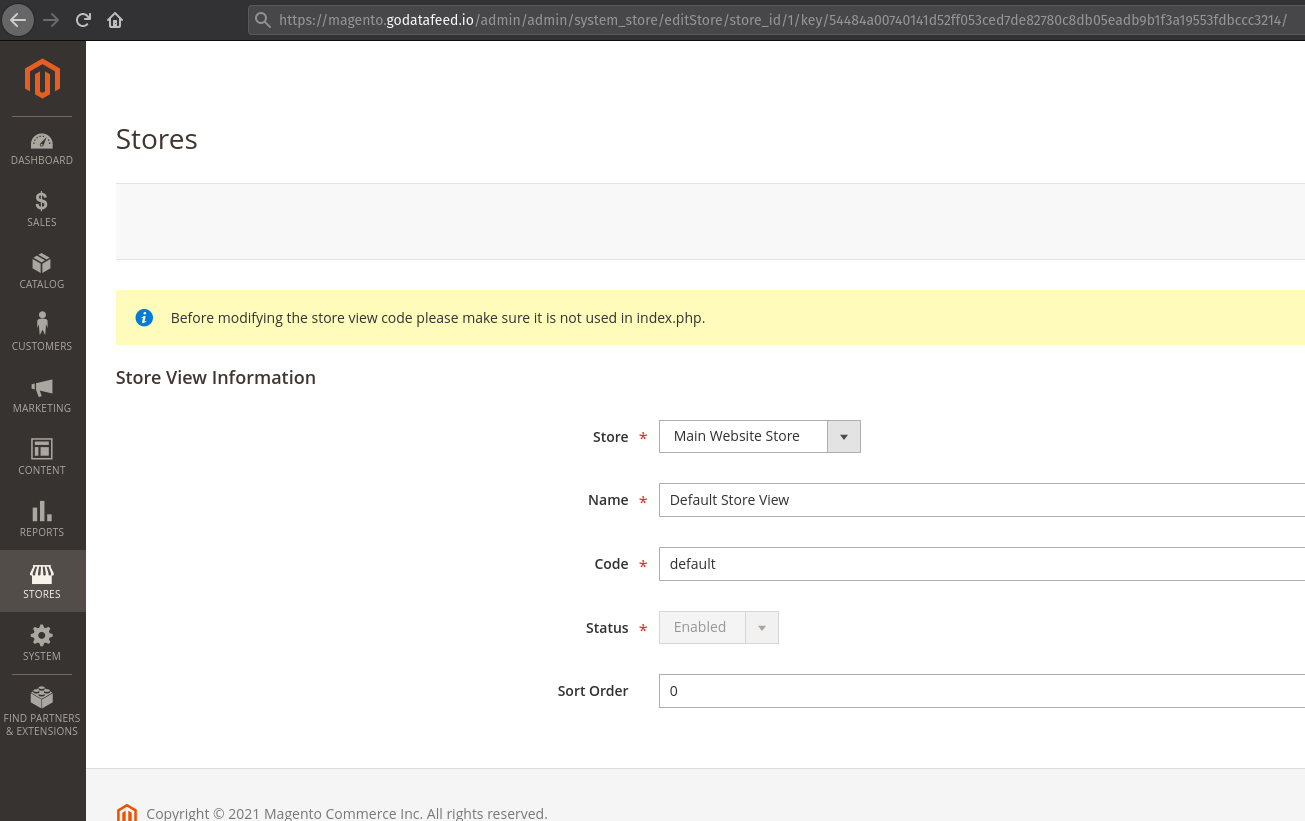 https://magento.godatafeed.io/admin/admin/system_store/editStore/store_id/1/key/54484a00740141d52ff053ced7de82780c8db05eadb9b1f3a19553fdbccc3214/
DASHBOARD
$
SALES
CATALOG
CUSTOMERS
MARKETING
CONTENT
REPORTS
STORES
SYSTEM
FIND PARTNERS
& EXTENSIONS
Stores
Before modifying the store view code please make sure it is not used in index.php.
Store View Information
Store * Main Website Store
Name * Default Store View
Code * default
Status * Enabled
Sort Order 0
Copyright © 2021 Magento Commerce Inc. All rights reserved.